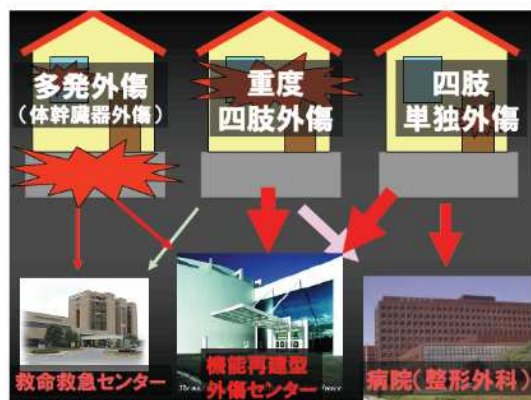 多発外傷
（体幹臓器外傷）
重度
四肢外傷
四肢
単独外傷
救命救急センター
機能再建型
外傷センター
病院（整形外科）